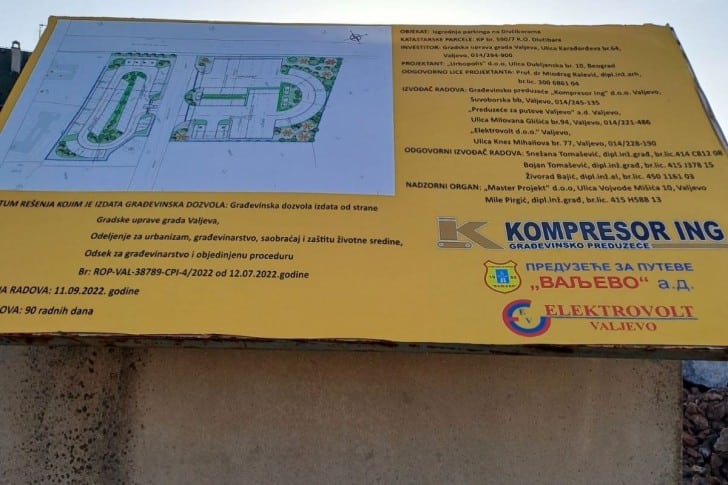 OBJEKAT: Izgradnja parkinga na Divčibarama
KATASTARSKE PARCELE: KP br. 590/7 K.O. Divčibare
INVESTITOR: Gradska uprava grada Valjeva, Ulica Karađorđeva br.64,
Valjevo, 014/294-800
PROJEKTANT: „Urbopolis" d.o.o, Ulica Dubljanska br. 10, Beograd
ODGOVORNO LICE PROJEKTANTA: Prof. dr Miodrag Ralević, dipl.inž.arh,
br.lic. 300 6861 04
IZVOĐAČ RADOVA: Građevinsko preduzeće „Kompresor ing" d.o.o. Valjevo,
Suvoborska bb, Valjevo, 014/245-135
„Preduzeće za puteve Valjevo" a.d. Valjevo,
Ulica Milovana Glišića br.94, Valjevo, 014/221-486
„Elektrovolt d.o.o" Valjevo,
Ulica Knez Mihailova br. 77, Valjevo, 014/228-190
ODGOVORNI IZVOĐAČ RADOVA: Snežana Tomašević, dipl.inž.građ, br.lic.414 C812 08
Bojan Tomašević, dipl.inž.građ, br.lic. 415 I378 15
Živorad Bajić, dipl.inž.el, br.lic. 450 1161 03
NADZORNI ORGAN: „Master Projekt" d.o.o, Ulica Vojvode Mišića 10, Valjevo
Mile Pirgić, dipl.inž.građ, br.lic. 415 H588 13
TUM REŠENJA KOJIM JE IZDATA GRAĐEVINSKA DOZVOLA: Građevinska dozvola izdata od strane
Gradske uprave grada Valjeva,
Odeljenje za urbanizam, građevinarstvo, saobraćaj i zaštitu životne sredine,
Odsek za građevinarstvo i objedinjenu proceduru
Br: ROP-VAL-38789-CPI-4/2022 od 12.07.2022.godine
KA RADOVA: 11.09.2022. godine
OVA: 90 radnih dana
KOMPRESOR ING
GRAĐEVINSKO PREDUZEĆE
ПРЕДУЗЕЋЕ ЗА ПУТЕВЕ
„ВАЉЕВО" а.д.
EV ELEKTROVOLT
VALJEVO